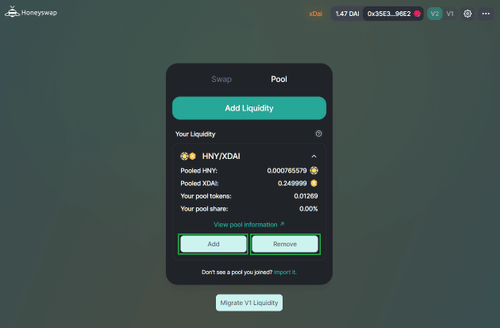 Honeyswap
xDai
1.47 DAI
0x35E3...96E2
V2
V1
Swap
Pool
Add Liquidity
Your Liquidity
HNY/XDAI
Pooled HNY: 0.000765579
Pooled XDAI: 0.249999
Your pool tokens: 0.01269
Your pool share: 0.00%
View pool information ↗
Add
Remove
Don't see a pool you joined? Import it.
Migrate V1 Liquidity